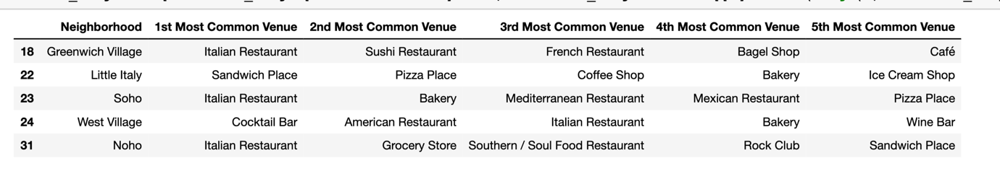 Neighborhood 1st Most Common Venue 2nd Most Common Venue 3rd Most Common Venue 4th Most Common Venue 5th Most Common Venue
18 Greenwich Village Italian Restaurant Sushi Restaurant French Restaurant Bagel Shop Café
22 Little Italy Sandwich Place Pizza Place Coffee Shop Bakery Ice Cream Shop
23 Soho Italian Restaurant Bakery Mediterranean Restaurant Mexican Restaurant Pizza Place
24 West Village Cocktail Bar American Restaurant Italian Restaurant Bakery Wine Bar
31 Noho Italian Restaurant Grocery Store Southern / Soul Food Restaurant Rock Club Sandwich Place